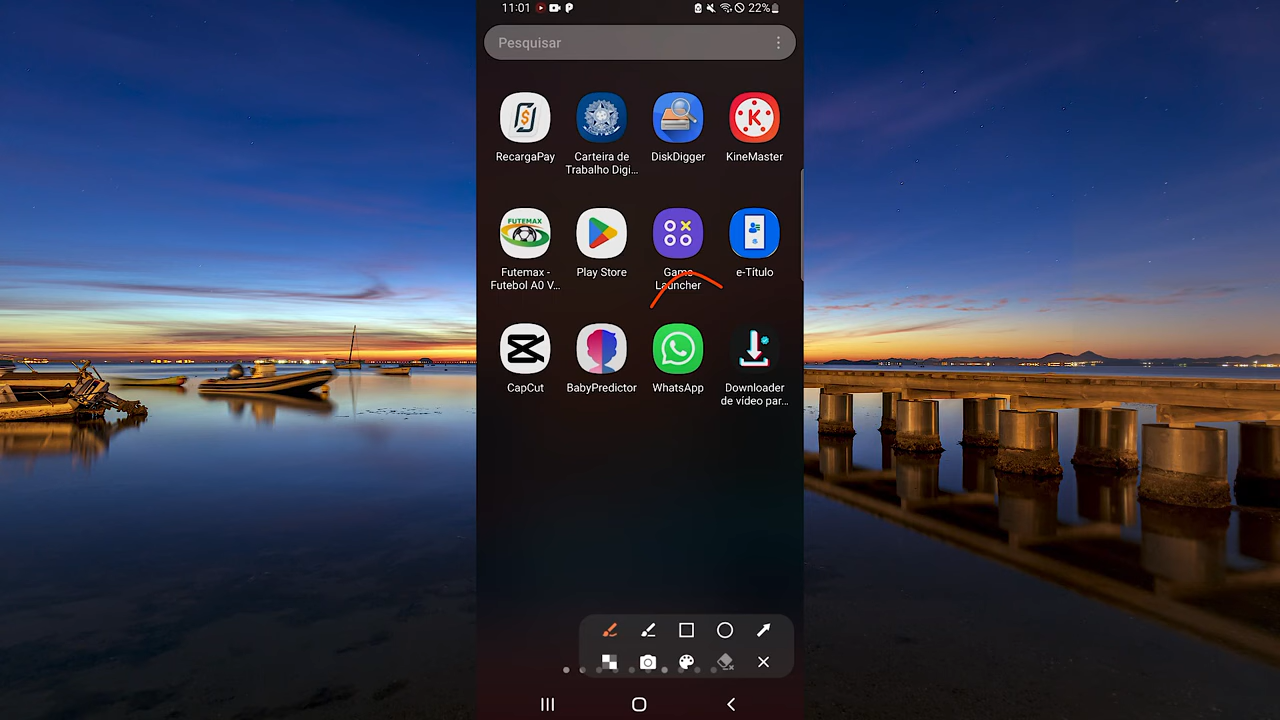 11:01
22%
Pesquisar
RecargaPay
Carteira de
Trabalho Digi...
DiskDigger
KineMaster
FUTEMAX
Futemax -
Futebol A0 V...
Play Store
Game
Launcher
e-Título
CapCut
BabyPredictor
WhatsApp
Downloader
de vídeo par...